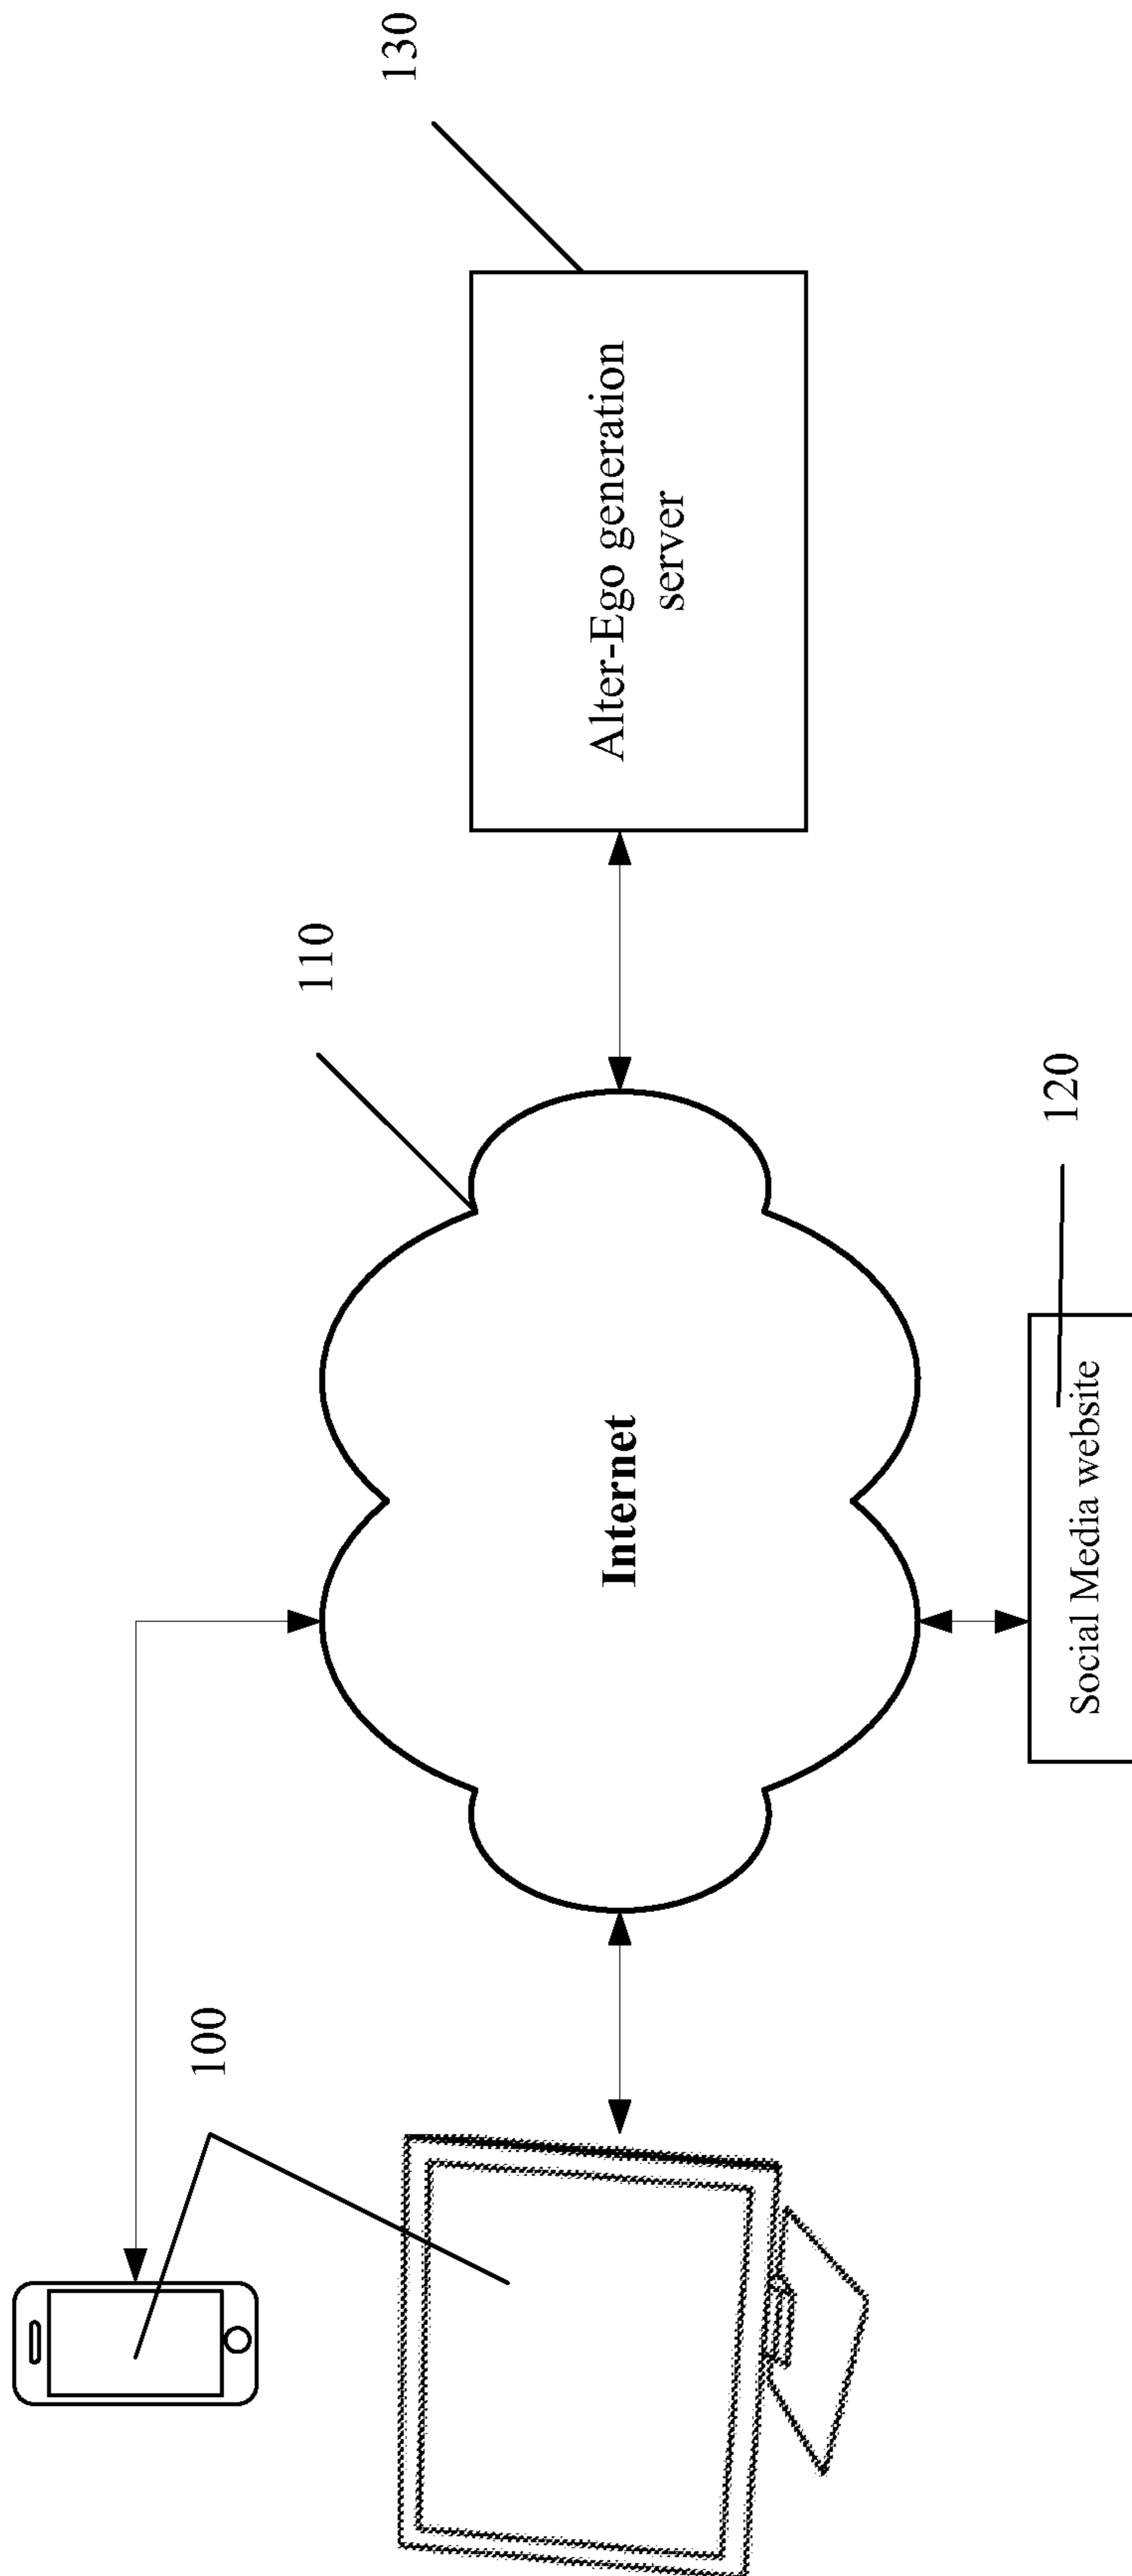 100
110
130
Internet
Alter-Ego generation
server
120
Social Media website